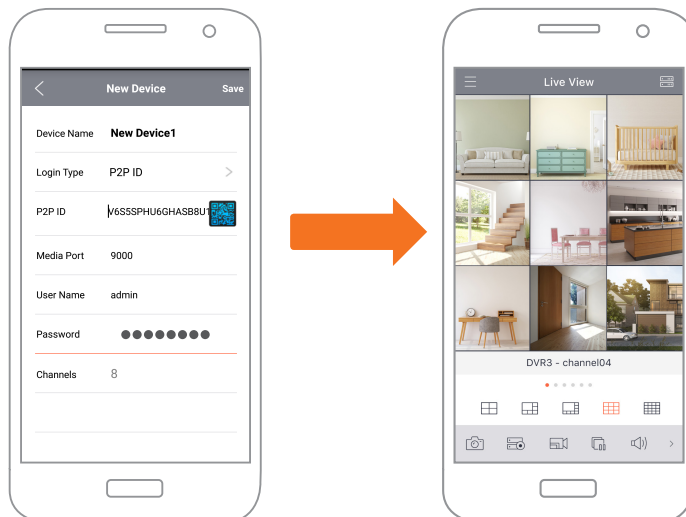 New Device
Save
Device Name New Device1
Login Type P2P ID
P2P ID
Media Port 9000
User Name admin
Password ●●●●●●●●
Channels 8
Live View
DVR3 - channel04